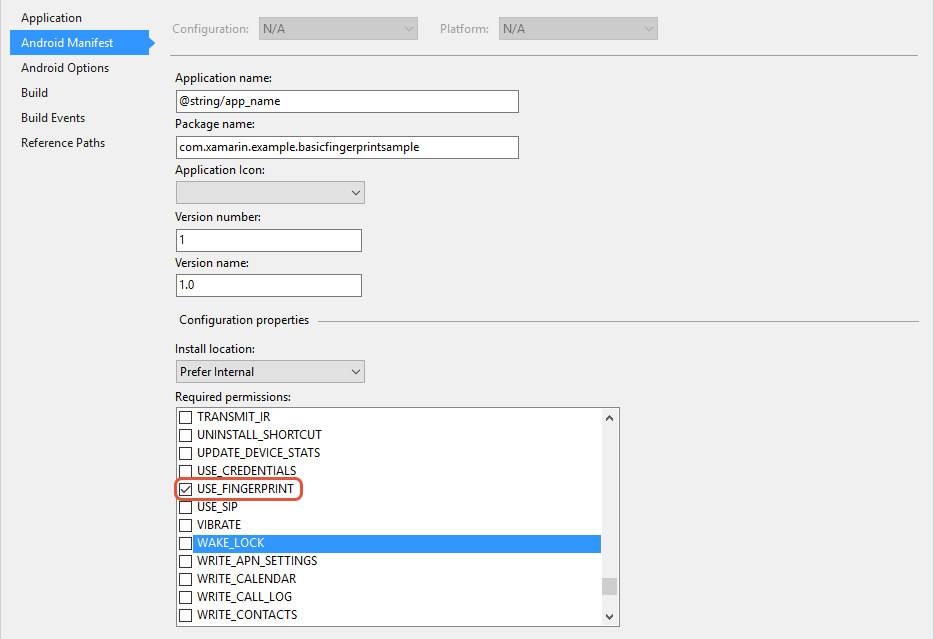 Application
Android Manifest
Android Options
Build
Build Events
Reference Paths
Configuration: N/A Platform: N/A
Application name:
@string/app_name
Package name:
com.xamarin.example.basicfingerprintsample
Application Icon:
Version number:
1
Version name:
1.0
Configuration properties
Install location:
Prefer Internal
Required permissions:
TRANSMIT_IR
UNINSTALL_SHORTCUT
UPDATE_DEVICE_STATS
USE_CREDENTIALS
USE_FINGERPRINT
USE_SIP
VIBRATE
WAKE_LOCK
WRITE_APN_SETTINGS
WRITE_CALENDAR
WRITE_CALL_LOG
WRITE_CONTACTS